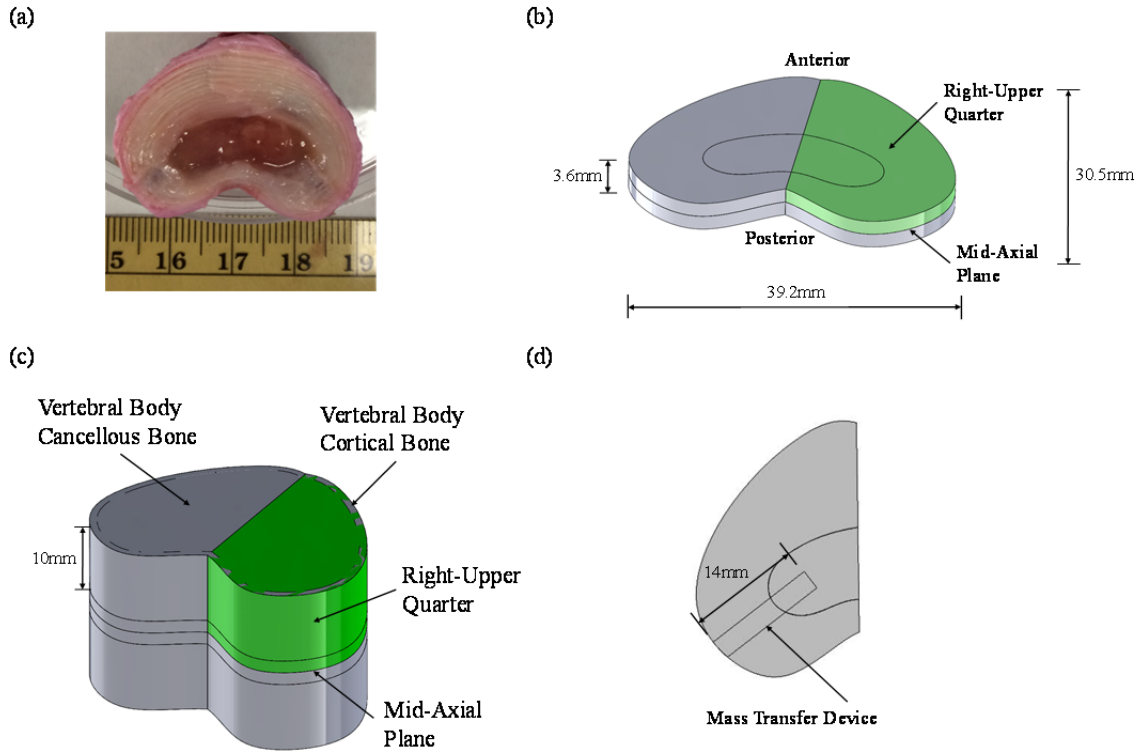 (a)
5 16 17 18 19
(b)
Anterior
Right-Upper
Quarter
3.6mm
30.5mm
Posterior
Mid-Axial
Plane
39.2mm
(c)
Vertebral Body
Cancellous Bone
Vertebral Body
Cortical Bone
10mm
Right-Upper
Quarter
Mid-Axial
Plane
(d)
14mm
Mass Transfer Device